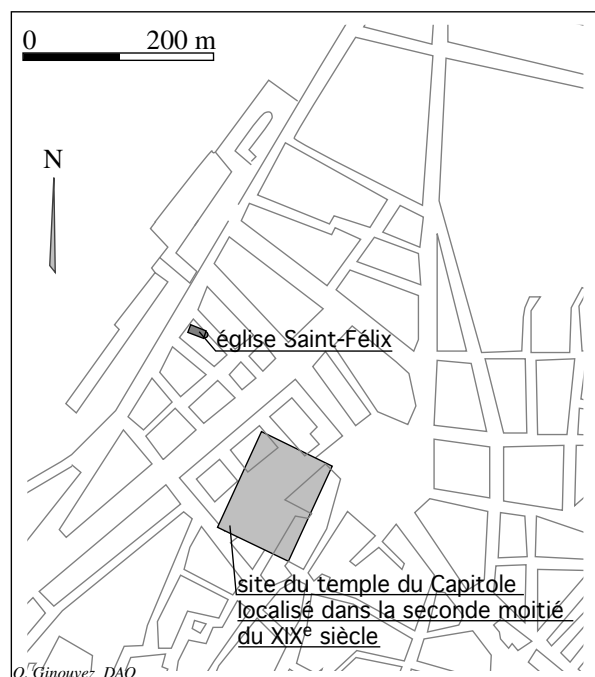 0 200 m
N
église Saint-Félix
site du temple du Capitole
localisé dans la seconde moitié
du XIXe siècle
O. Ginouvez DAO